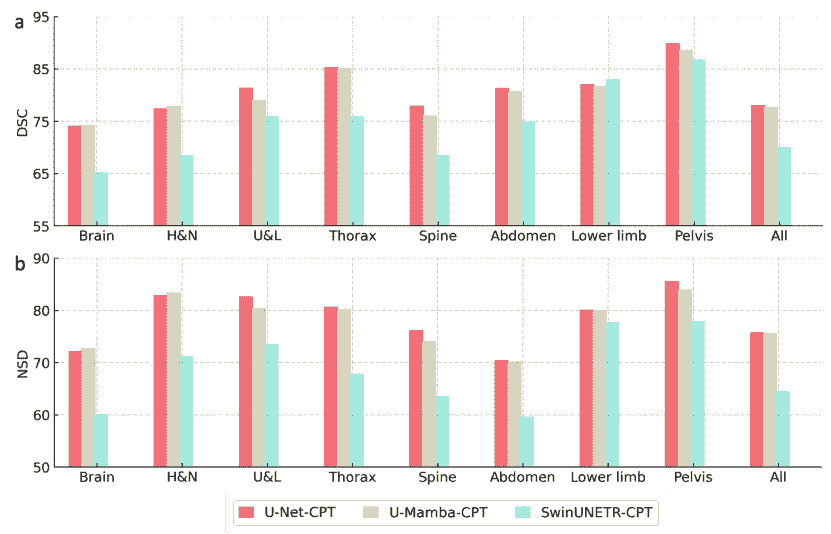 a
95
85
75
65
55
DSC
Brain H&N U&L Thorax Spine Abdomen Lower limb Pelvis All
b
90
80
70
60
50
NSD
Brain H&N U&L Thorax Spine Abdomen Lower limb Pelvis All
U-Net-CPT U-Mamba-CPT SwinUNETR-CPT